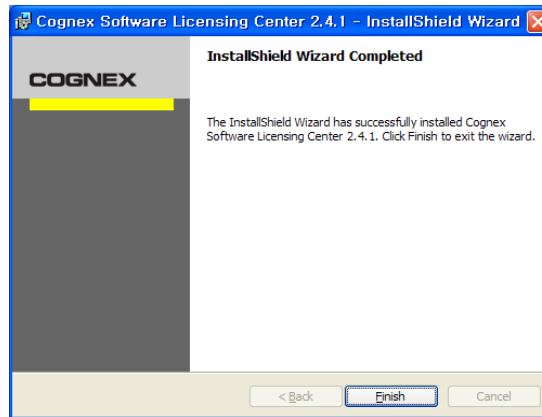 Cognex Software Licensing Center 2.4.1 - InstallShield Wizard
InstallShield Wizard Completed
COGNEX
The InstallShield Wizard has successfully installed Cognex
Software Licensing Center 2.4.1. Click Finish to exit the wizard.
< Back
Finish
Cancel